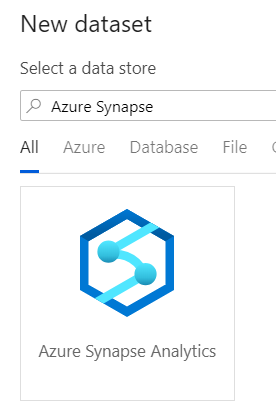 New dataset
Select a data store
Azure Synapse
All Azure Database File
Azure Synapse Analytics